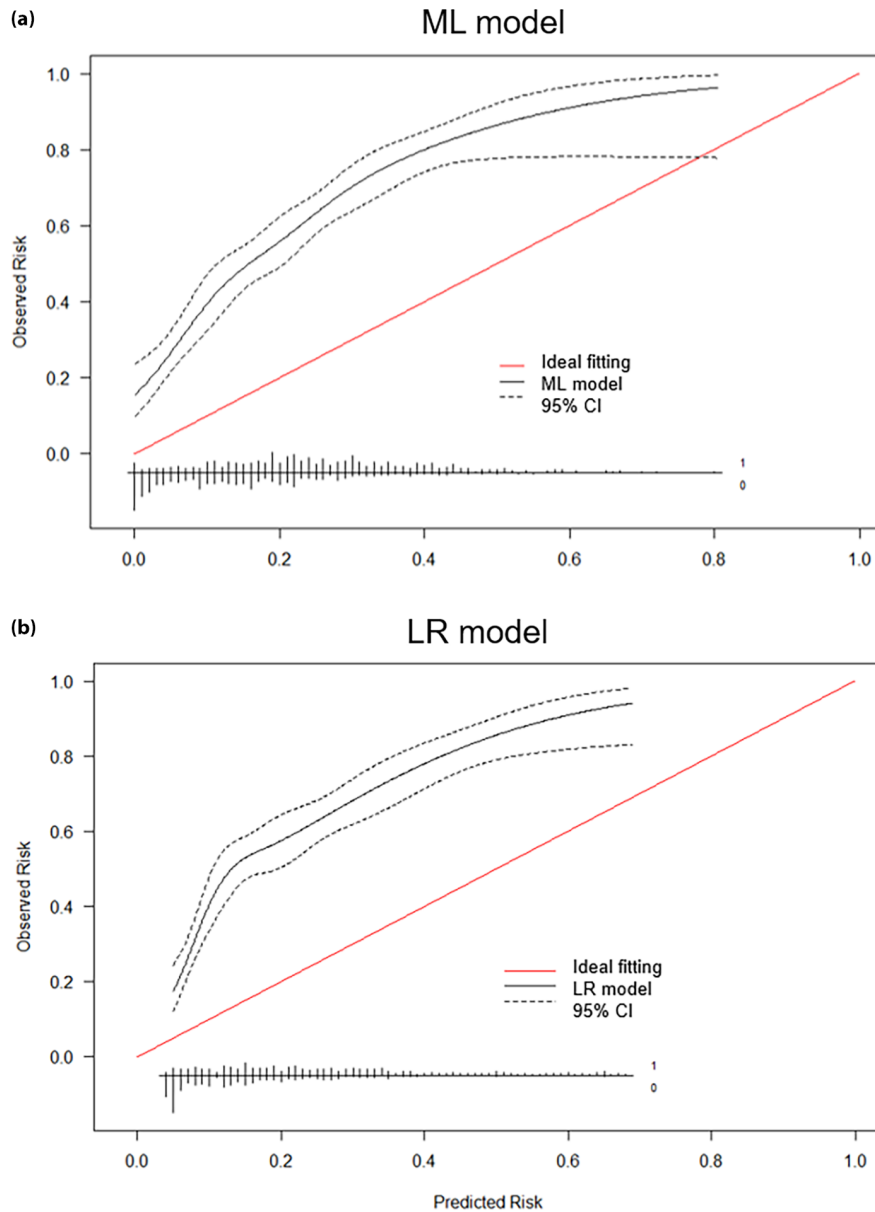 (a)
ML model
1.0
0.8
0.6
0.4
0.2
0.0
Observed Risk
Ideal fitting
ML model
95% CI
1
0
0.0 0.2 0.4 0.6 0.8 1.0
(b)
LR model
1.0
0.8
0.6
0.4
0.2
0.0
Observed Risk
Ideal fitting
LR model
95% CI
1
0
0.0 0.2 0.4 0.6 0.8 1.0
Predicted Risk